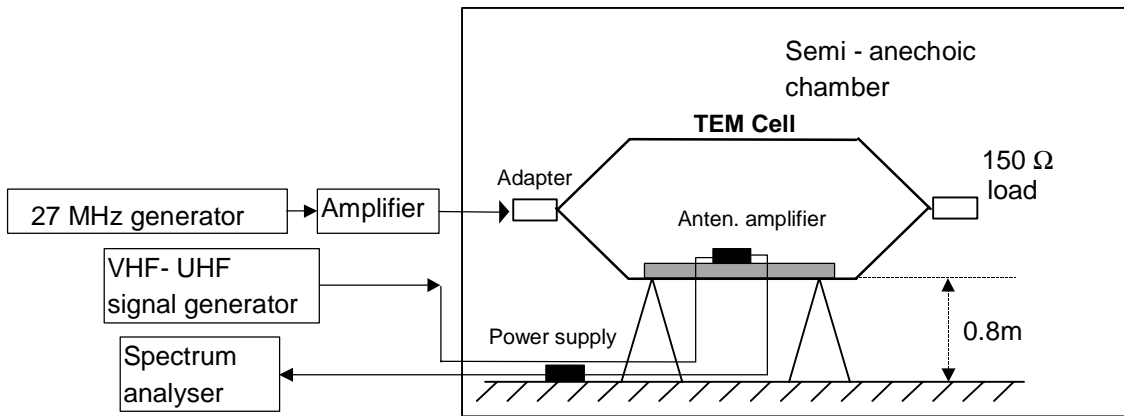 Semi - anechoic
chamber
TEM Cell
150 Ω
load
Adapter
27 MHz generator
Amplifier
Anten. amplifier
VHF- UHF
signal generator
0.8m
Power supply
Spectrum
analyser